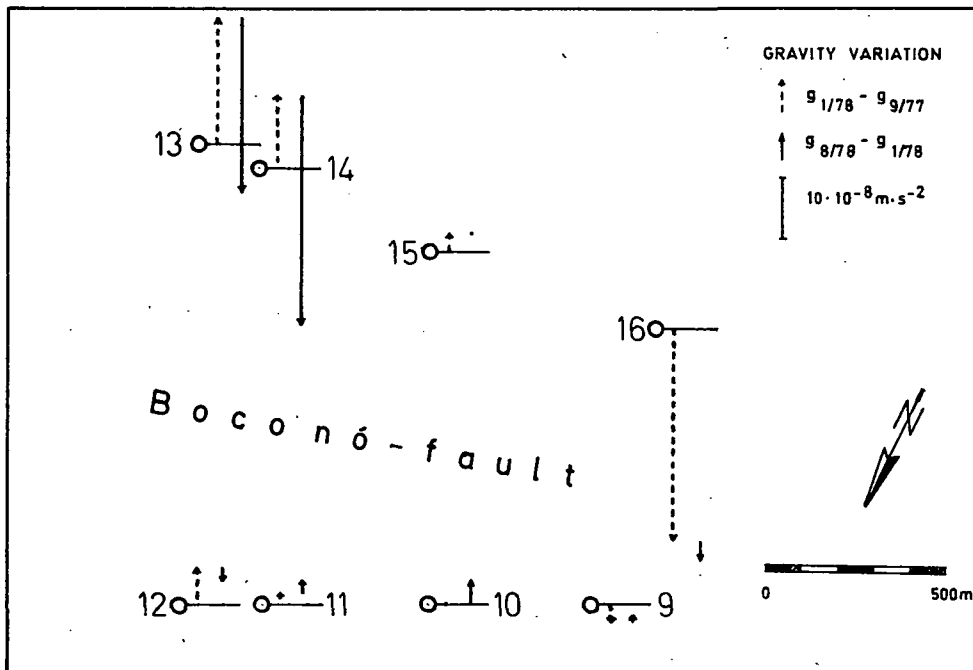 GRAVITY VARIATION
g1/78 - g9/77
g8/78 - g1/78
10 · 10⁻⁸ m·s⁻²
13
14
15
16
Boconó-fault
N
12
11
10
9
0 500m